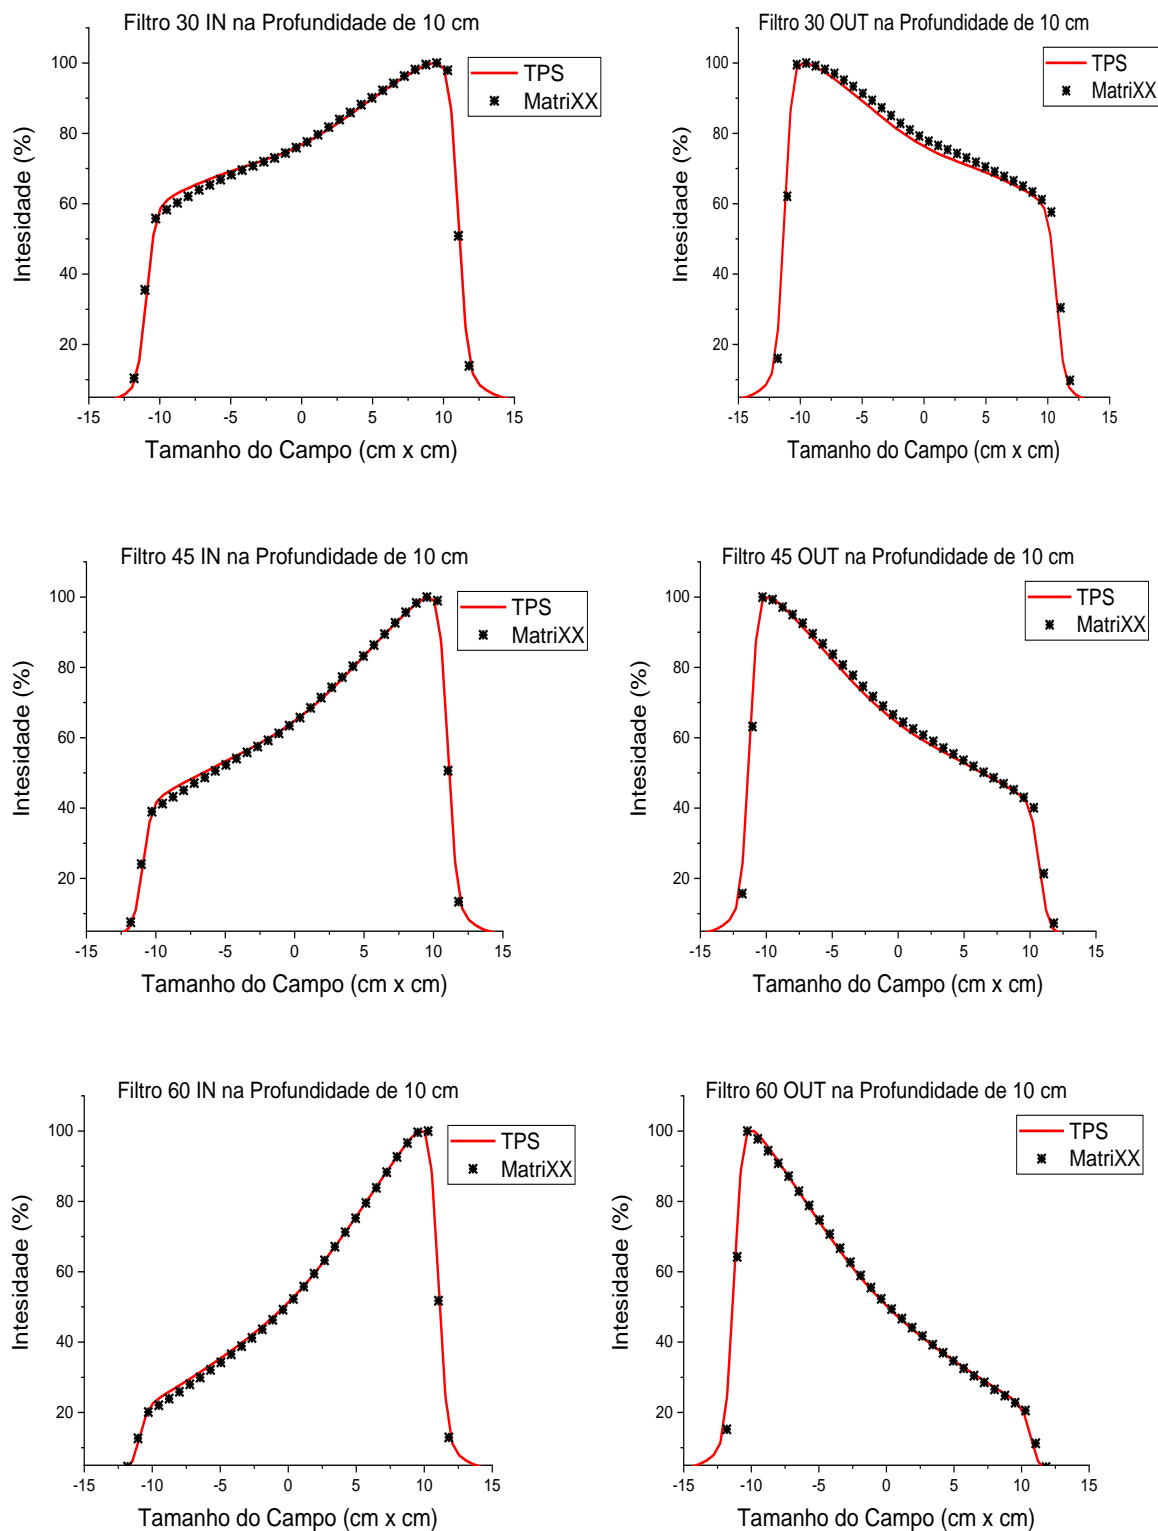 Filtro 30 IN na Profundidade de 10 cm
100
80
60
40
20
Intesidade (%)
TPS
MatriXX
-15 -10 -5 0 5 10 15
Tamanho do Campo (cm x cm)
Filtro 30 OUT na Profundidade de 10 cm
100
80
60
40
20
Intesidade (%)
TPS
MatriXX
-15 -10 -5 0 5 10 15
Tamanho do Campo (cm x cm)
Filtro 45 IN na Profundidade de 10 cm
100
80
60
40
20
Intesidade (%)
TPS
MatriXX
-15 -10 -5 0 5 10 15
Tamanho do Campo (cm x cm)
Filtro 45 OUT na Profundidade de 10 cm
100
80
60
40
20
Intesidade (%)
TPS
MatriXX
-15 -10 -5 0 5 10 15
Tamanho do Campo (cm x cm)
Filtro 60 IN na Profundidade de 10 cm
100
80
60
40
20
Intesidade (%)
TPS
MatriXX
-15 -10 -5 0 5 10 15
Tamanho do Campo (cm x cm)
Filtro 60 OUT na Profundidade de 10 cm
100
80
60
40
20
Intesidade (%)
TPS
MatriXX
-15 -10 -5 0 5 10 15
Tamanho do Campo (cm x cm)